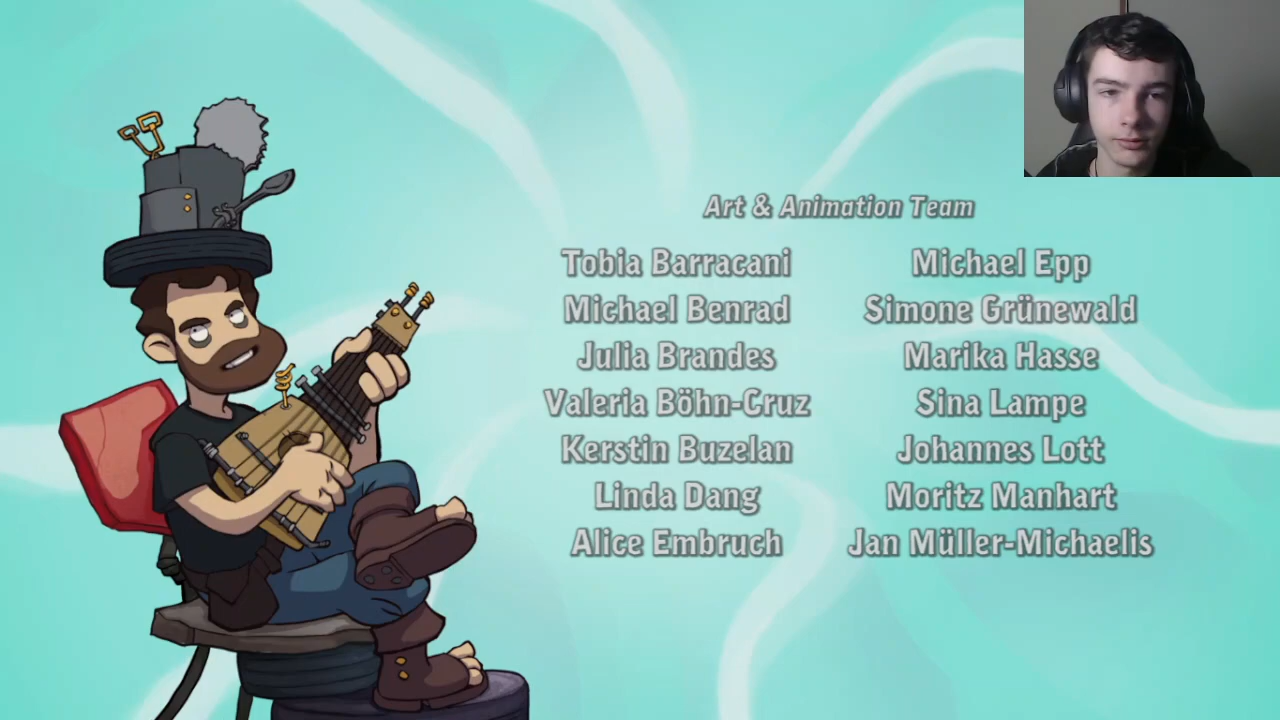 Art & Animation Team
Tobia Barracani Michael Epp
Michael Benrad Simone Grünewald
Julia Brandes Marika Hasse
Valeria Böhn-Cruz Sina Lampe
Kerstin Buzelan Johannes Lott
Linda Dang Moritz Manhart
Alice Embruch Jan Müller-Michaelis